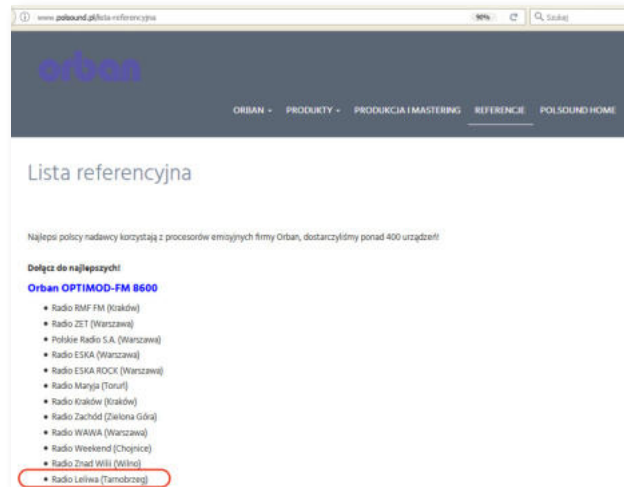 www.polsound.pl/lista-referencyjna 90% Szukaj
orban
ORBAN PRODUKTY PRODUKCJA I MASTERING REFERENCJE POLSOUND HOME
Lista referencyjna
Najlepsi polscy nadawcy korzystają z procesorów emisyjnych firmy Orban, dostarczyliśmy ponad 400 urządzeń!
Dołącz do najlepszych!
Orban OPTIMOD-FM 8600
• Radio RMF FM (Kraków)
• Radio ZET (Warszawa)
• Polskie Radio S.A. (Warszawa)
• Radio ESKA (Warszawa)
• Radio ESKA ROCK (Warszawa)
• Radio Maryja (Toruń)
• Radio Kraków (Kraków)
• Radio Zachód (Zielona Góra)
• Radio WAWA (Warszawa)
• Radio Weekend (Chojnice)
• Radio Znad Wilii (Wilno)
• Radio Leliwa (Tarnobrzeg)